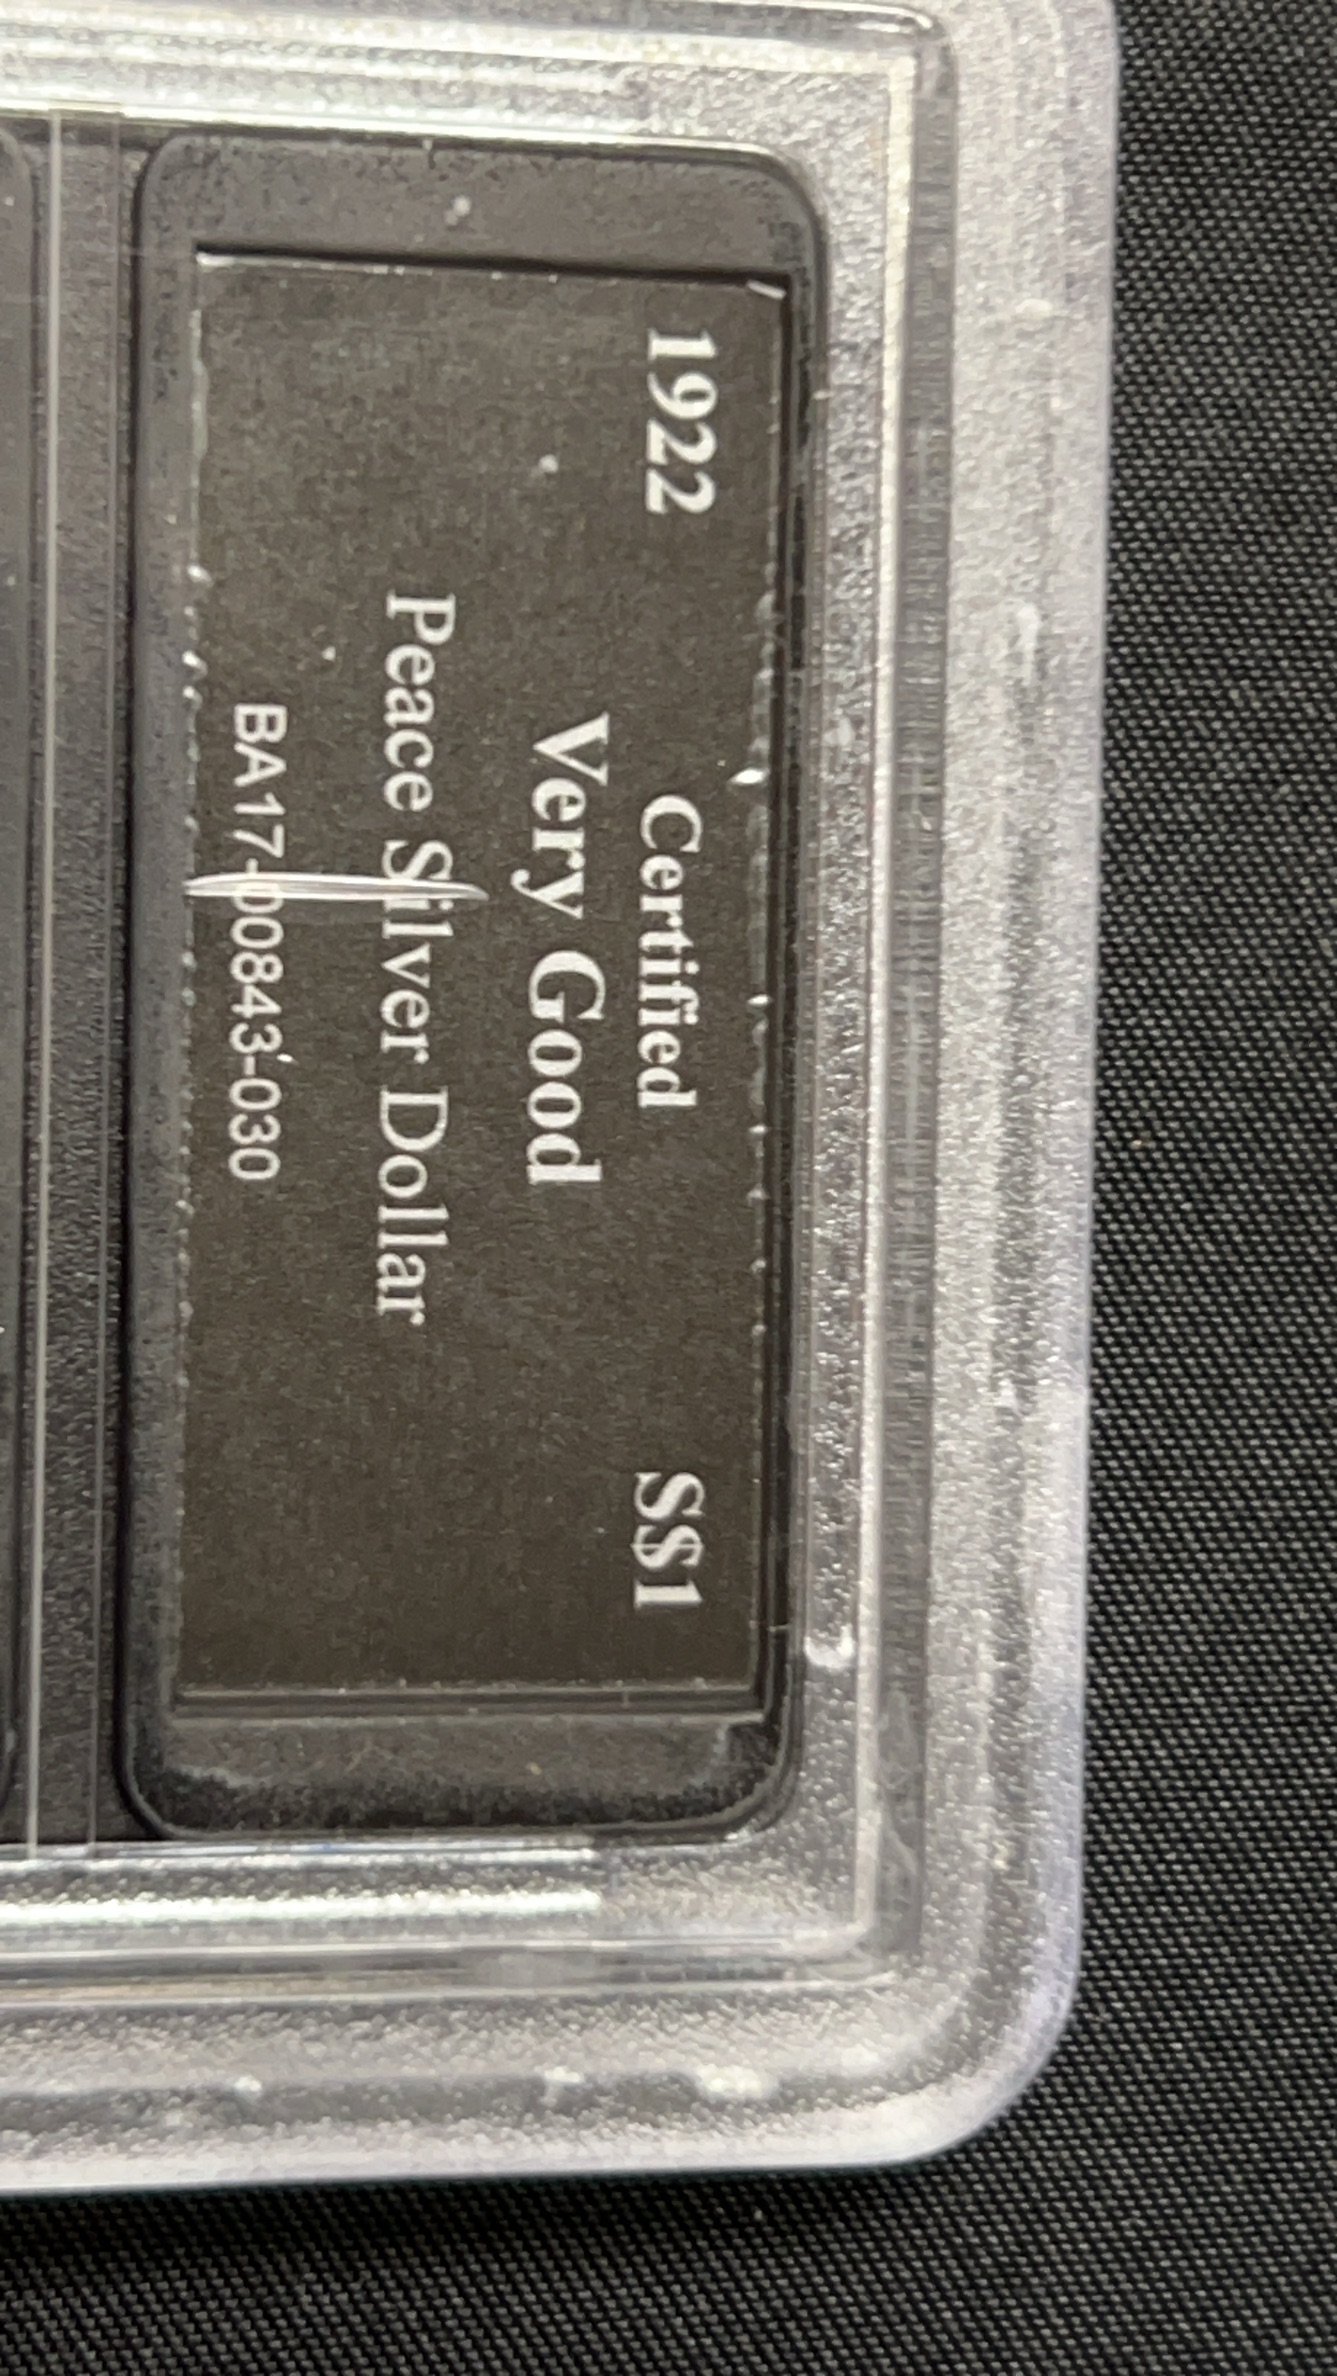 1922 Certified S$1
Very Good
Peace Silver Dollar
BA17-00843-030